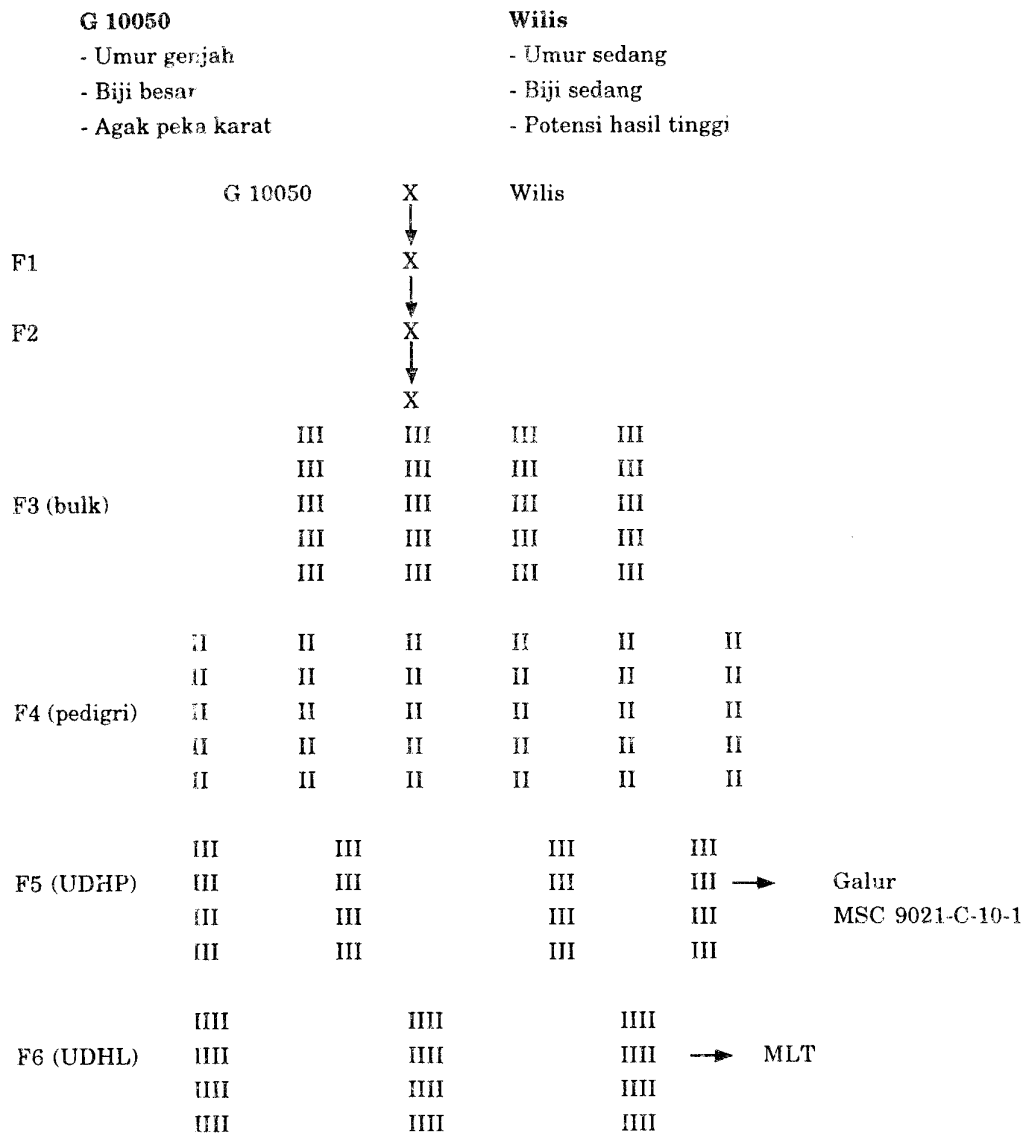 G 10050 Wilis
- Umur genjah - Umur sedang
- Biji besar - Biji sedang
- Agak peka karat - Potensi hasil tinggi
G 10050 X Wilis
F1 X
F2 X
X
III III III III
III III III III
F3 (bulk) III III III III
III III III III
III III III III
II II II II II II
II II II II II II
F4 (pedigri) II II II II II II
II II II II II II
II II II II II II
III III III III
F5 (UDHP) III III III III Galur
III III III III MSC 9021-C-10-1
III III III III
IIII IIII IIII
F6 (UDHL) IIII IIII IIII MLT
IIII IIII IIII
IIII IIII IIII